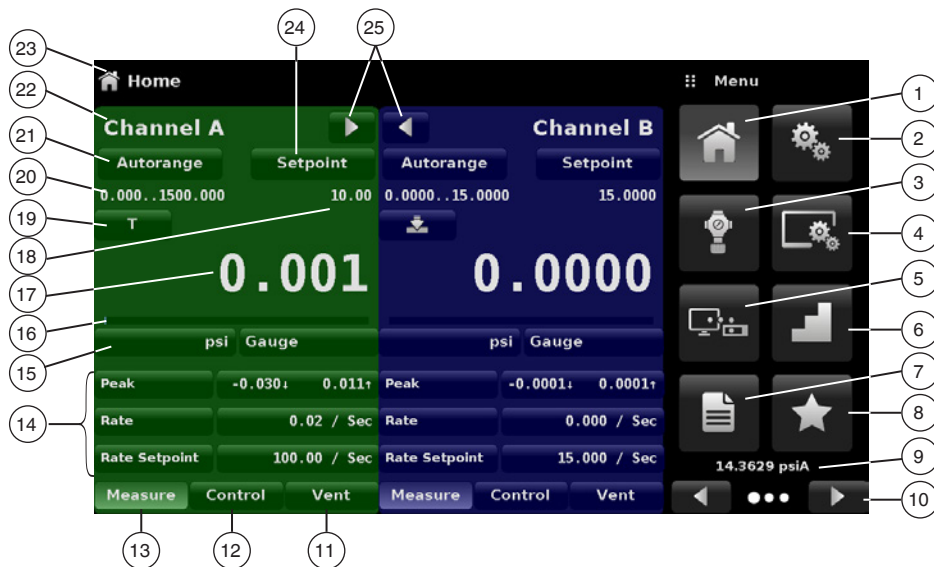 24 25
23
Home
Menu
22
1
Channel A
Channel B
2
21
Autorange Setpoint
Autorange Setpoint
20
0.000..1500.000 10.00
0.0000..15.0000 15.0000
3
19
T
4
18
0.001
0.0000
17
5
16
6
psi Gauge
psi Gauge
15
7
Peak -0.030↓ 0.011↑
Peak -0.0001↓ 0.0001↑
14
8
Rate 0.02 / Sec
Rate 0.000 / Sec
9
Rate Setpoint 100.00 / Sec
Rate Setpoint 15.000 / Sec
14.3629 psiA
Measure Control Vent
Measure Control Vent
10
13 12 11